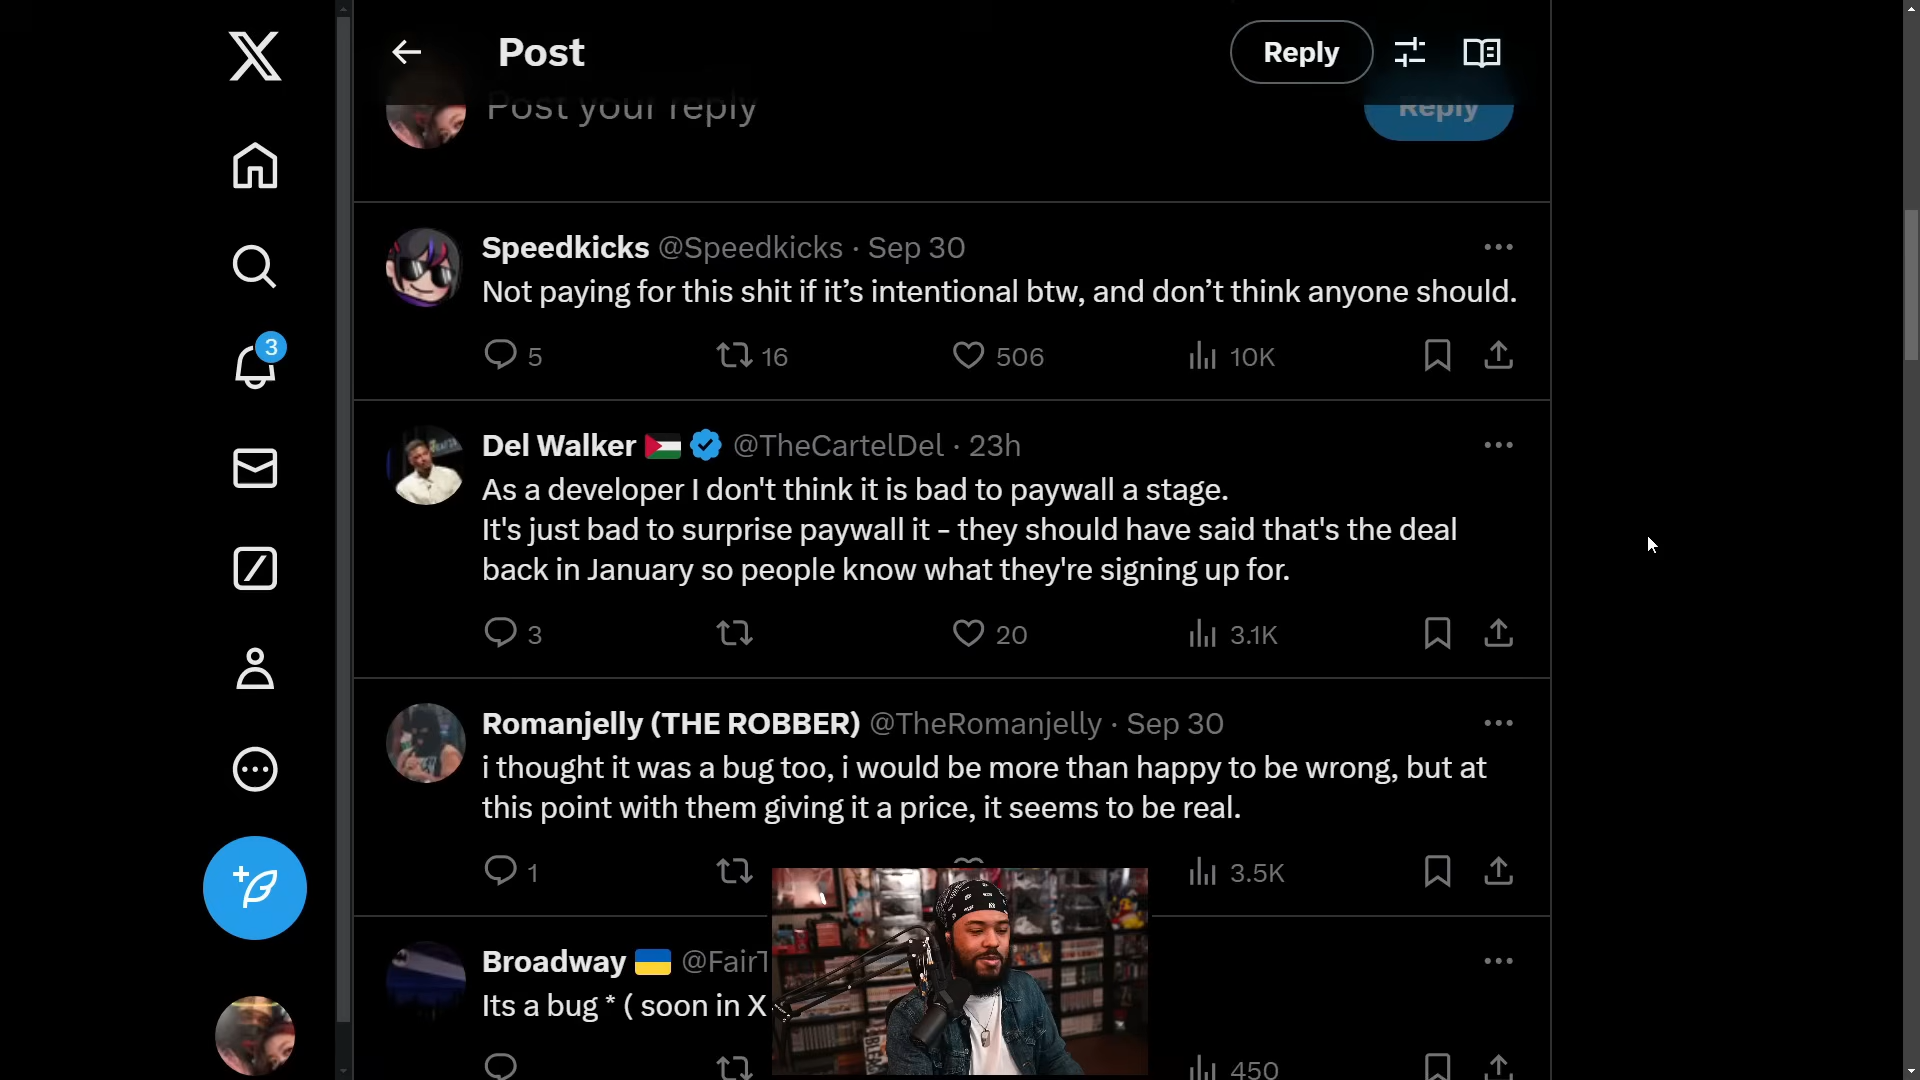 Post
Reply
Post your reply
Reply
3
Speedkicks @Speedkicks · Sep 30
Not paying for this shit if it’s intentional btw, and don’t think anyone should.
5 16 506 10K
Del Walker @TheCartelDel · 23h
As a developer I don't think it is bad to paywall a stage.
It's just bad to surprise paywall it - they should have said that's the deal
back in January so people know what they're signing up for.
3 20 3.1K
Romanjelly (THE ROBBER) @TheRomanjelly · Sep 30
i thought it was a bug too, i would be more than happy to be wrong, but at
this point with them giving it a price, it seems to be real.
1 3.5K
Broadway @FairT
Its a bug * ( soon in X
450